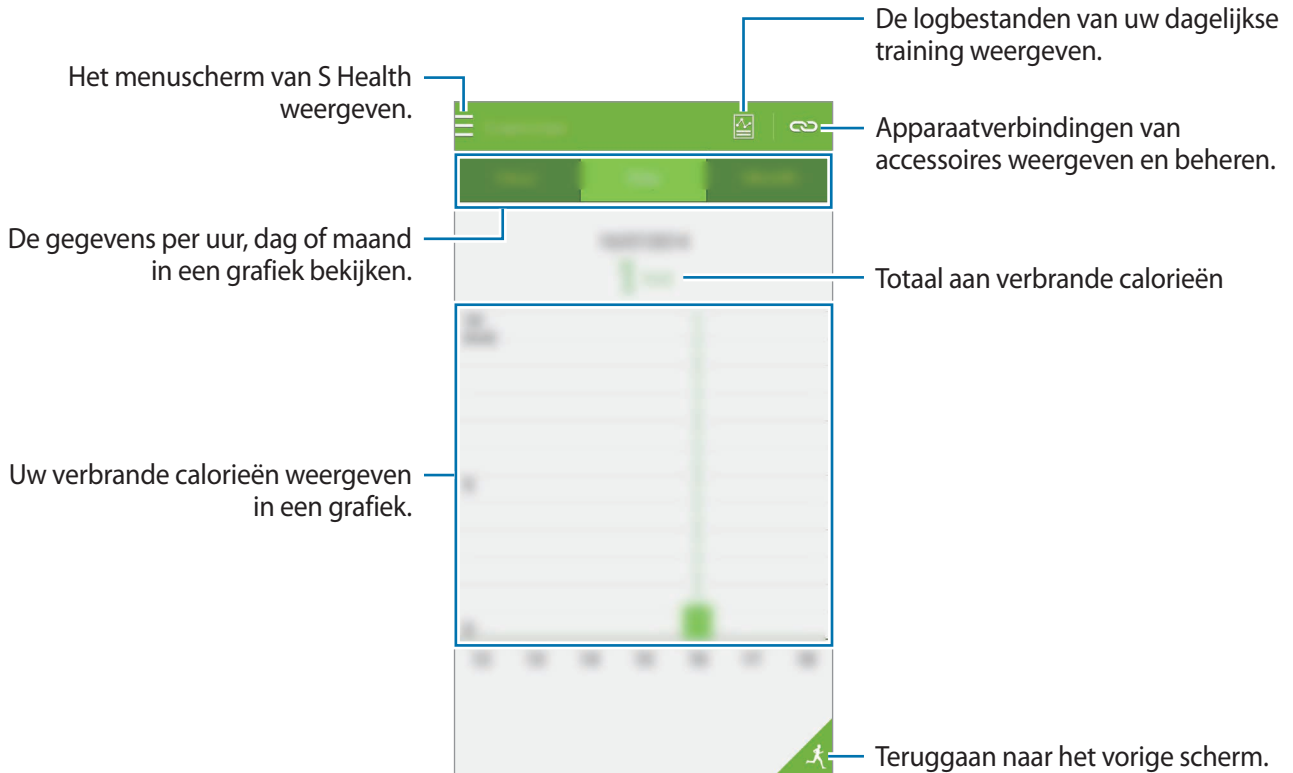 De logbestanden van uw dagelijkse
training weergeven.
Het menuscherm van S Health
weergeven.
Apparaatverbindingen van
accessoires weergeven en beheren.
De gegevens per uur, dag of maand
in een grafiek bekijken.
Totaal aan verbrande calorieën
Uw verbrande calorieën weergeven
in een grafiek.
Teruggaan naar het vorige scherm.